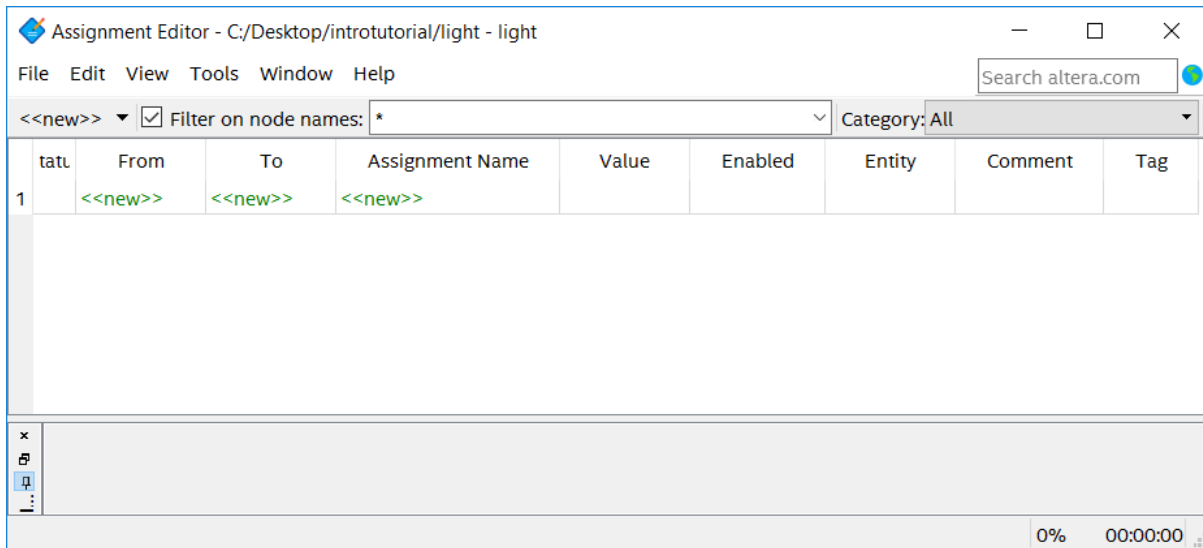 Assignment Editor - C:/Desktop/introtutorial/light - light
File Edit View Tools Window Help
Search altera.com
<<new>> Filter on node names: * Category: All
tatu From To Assignment Name Value Enabled Entity Comment Tag
1 <<new>> <<new>> <<new>>
0% 00:00:00